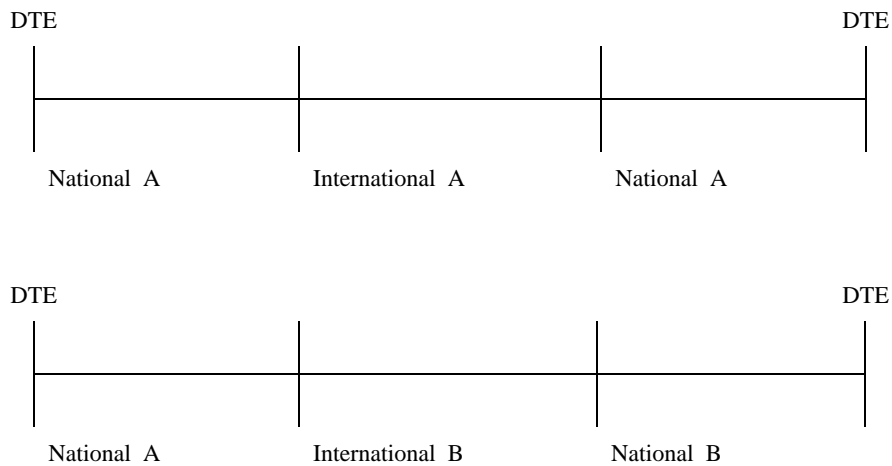 DTE DTE
National A International A National A
DTE DTE
National A International B National B